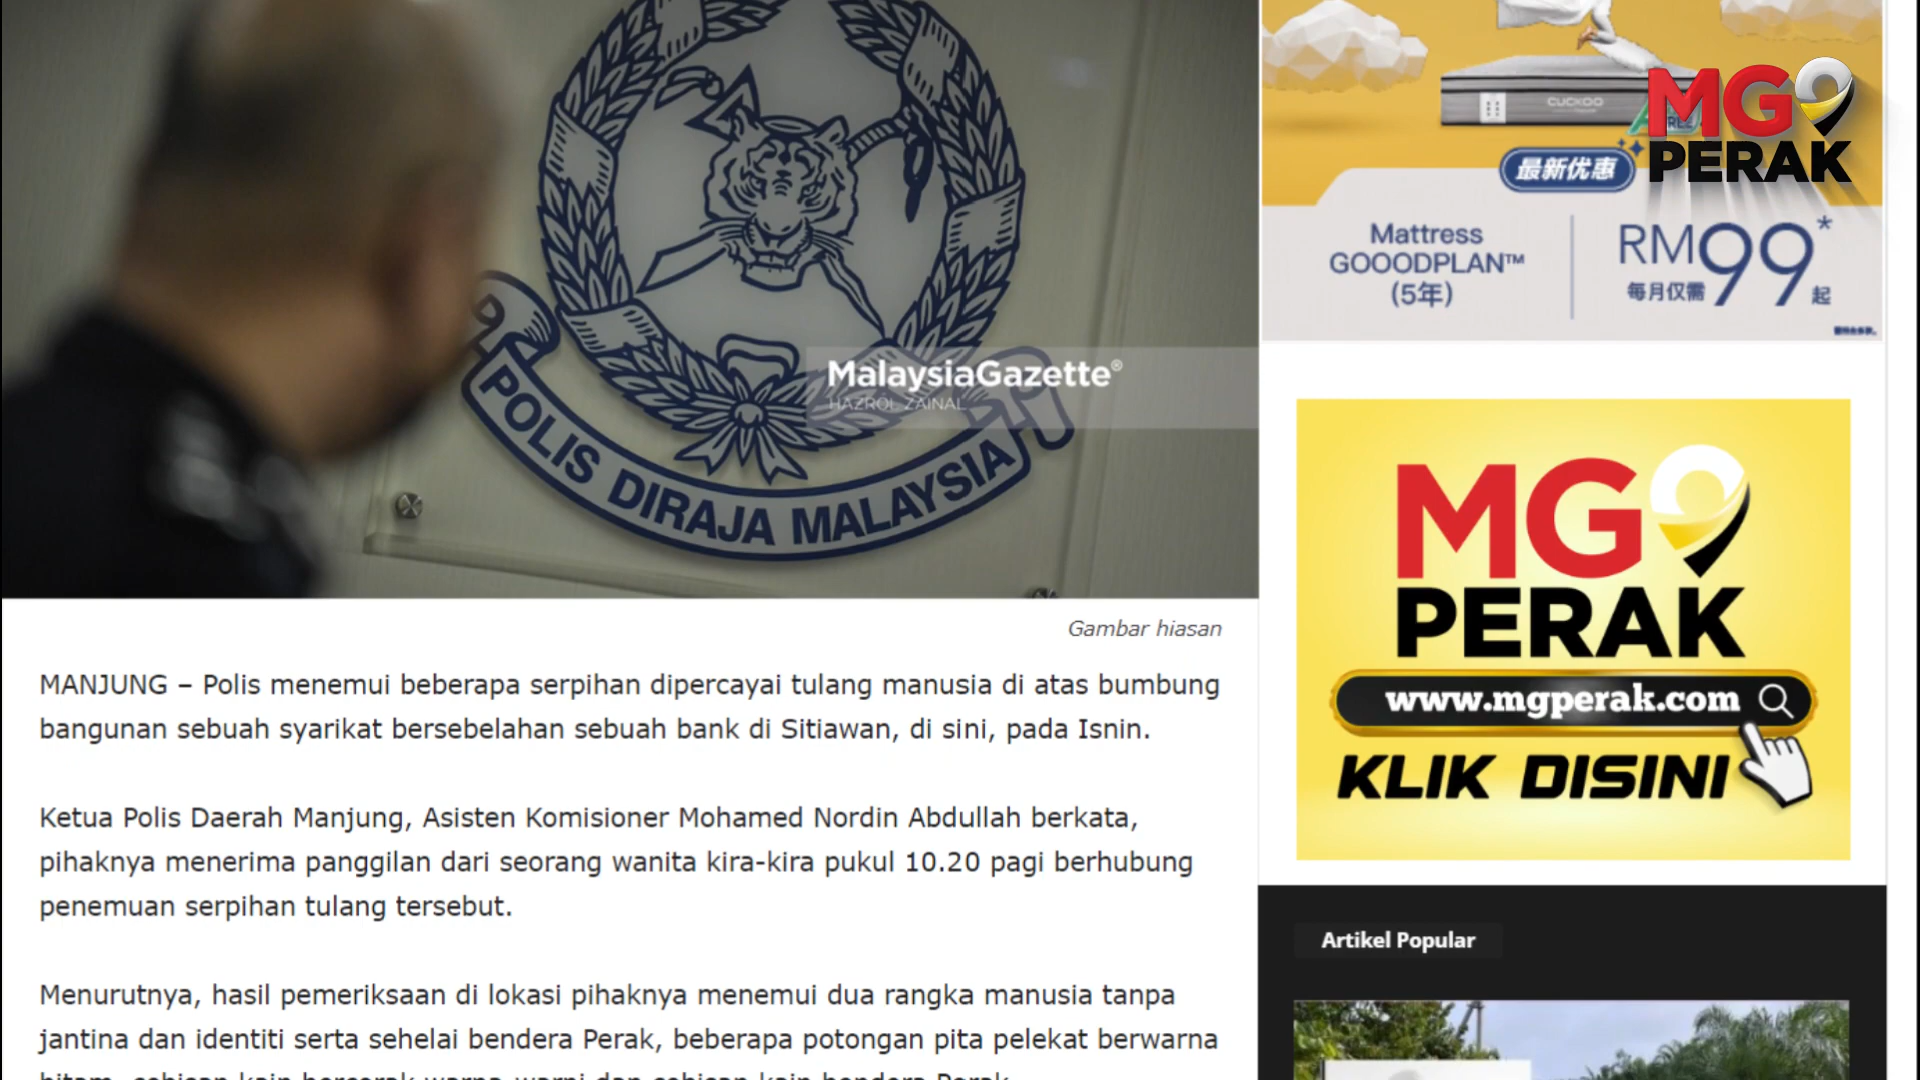 POLIS DIRAJA MALAYSIA
MalaysiaGazette®
HAZROL ZAINAL
Gambar hiasan
MANJUNG – Polis menemui beberapa serpihan dipercayai tulang manusia di atas bumbung
bangunan sebuah syarikat bersebelahan sebuah bank di Sitiawan, di sini, pada Isnin.
Ketua Polis Daerah Manjung, Asisten Komisioner Mohamed Nordin Abdullah berkata,
pihaknya menerima panggilan dari seorang wanita kira-kira pukul 10.20 pagi berhubung
penemuan serpihan tulang tersebut.
Menurutnya, hasil pemeriksaan di lokasi pihaknya menemui dua rangka manusia tanpa
jantina dan identiti serta sehelai bendera Perak, beberapa potongan pita pelekat berwarna
CUCKOO
MG9
PERAK
最新优惠
Mattress
GOOODPLAN™
(5年)
RM99*
每月仅需
起
MG9
PERAK
www.mgperak.com
KLIK DISINI
Artikel Popular